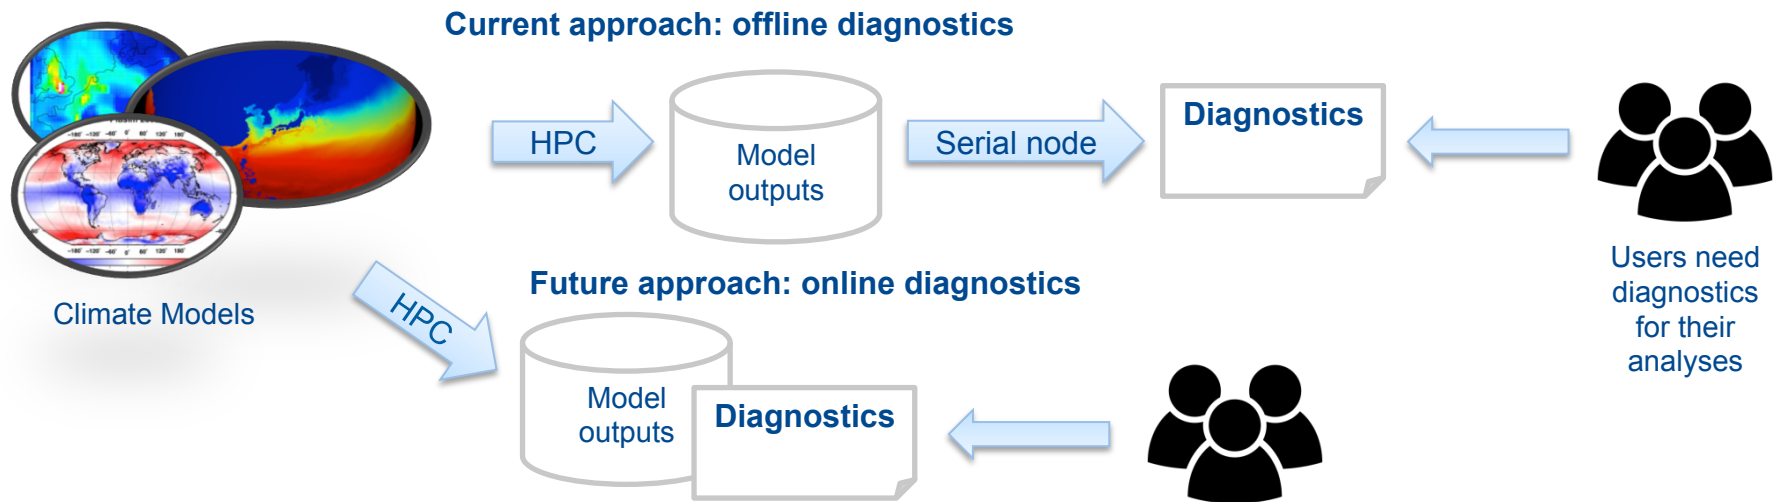 Current approach: offline diagnostics
HPC
Model
outputs
Serial node
Diagnostics
Users need
diagnostics
for their
analyses
Climate Models
Future approach: online diagnostics
HPC
Model
outputs
Diagnostics